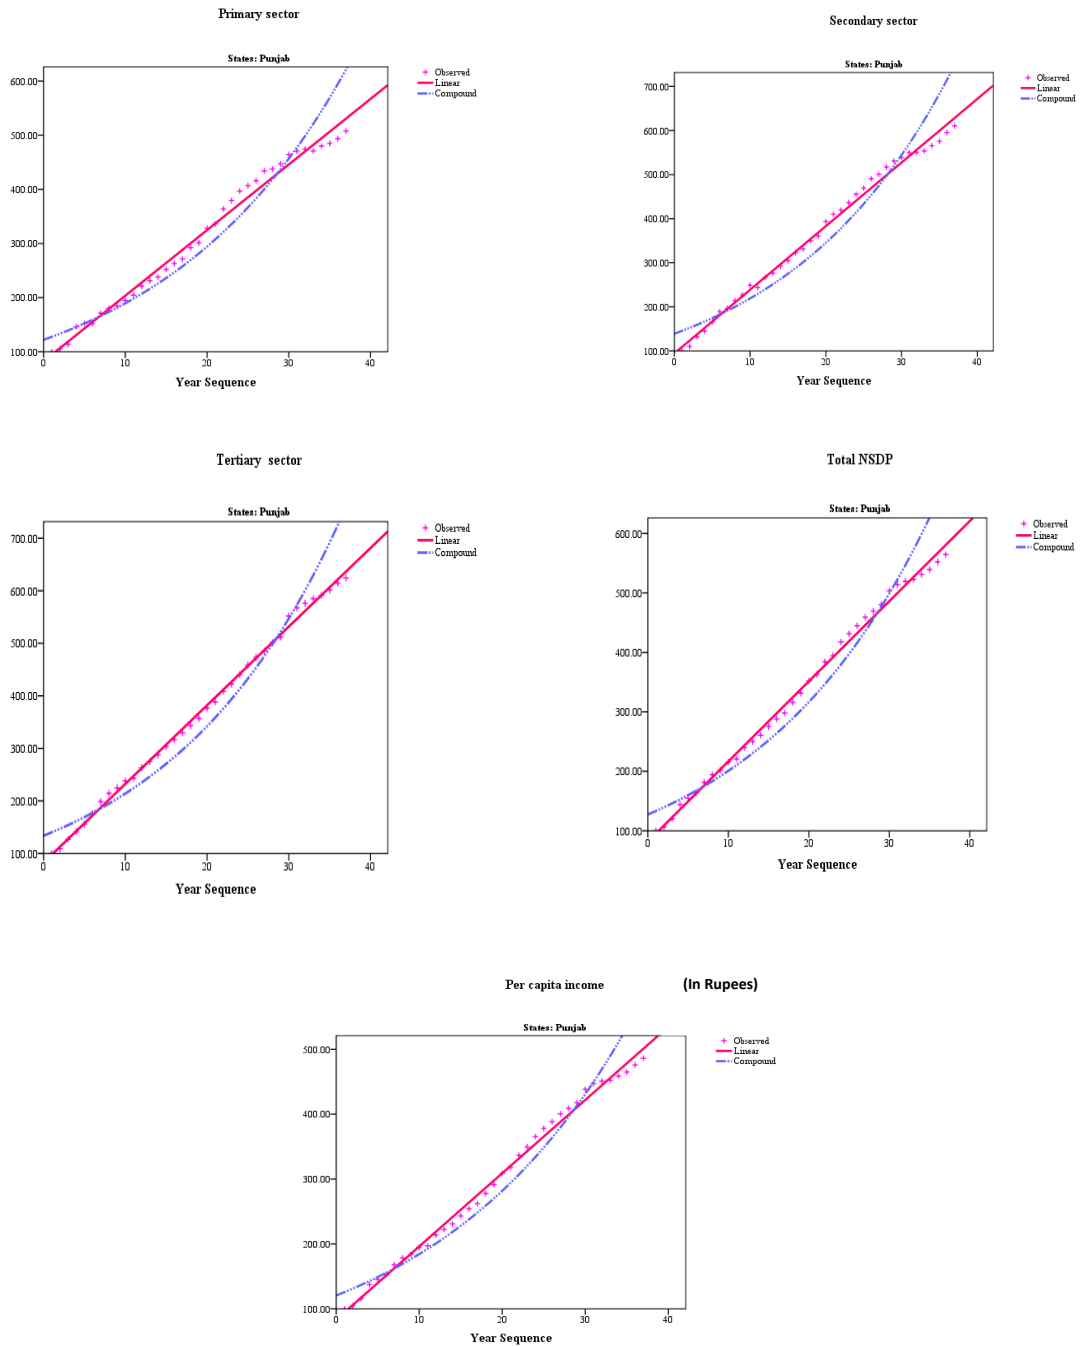 Primary sector
States: Punjab
600.00
500.00
400.00
300.00
200.00
100.00
0 10 20 30 40
Year Sequence
Observed
Linear
Compound
Secondary sector
States: Punjab
700.00
600.00
500.00
400.00
300.00
200.00
100.00
0 10 20 30 40
Year Sequence
Observed
Linear
Compound
Tertiary sector
States: Punjab
700.00
600.00
500.00
400.00
300.00
200.00
100.00
0 10 20 30 40
Year Sequence
Observed
Linear
Compound
Total NSDP
States: Punjab
600.00
500.00
400.00
300.00
200.00
100.00
0 10 20 30 40
Year Sequence
Observed
Linear
Compound
Per capita income (In Rupees)
States: Punjab
500.00
400.00
300.00
200.00
100.00
0 10 20 30 40
Year Sequence
Observed
Linear
Compound